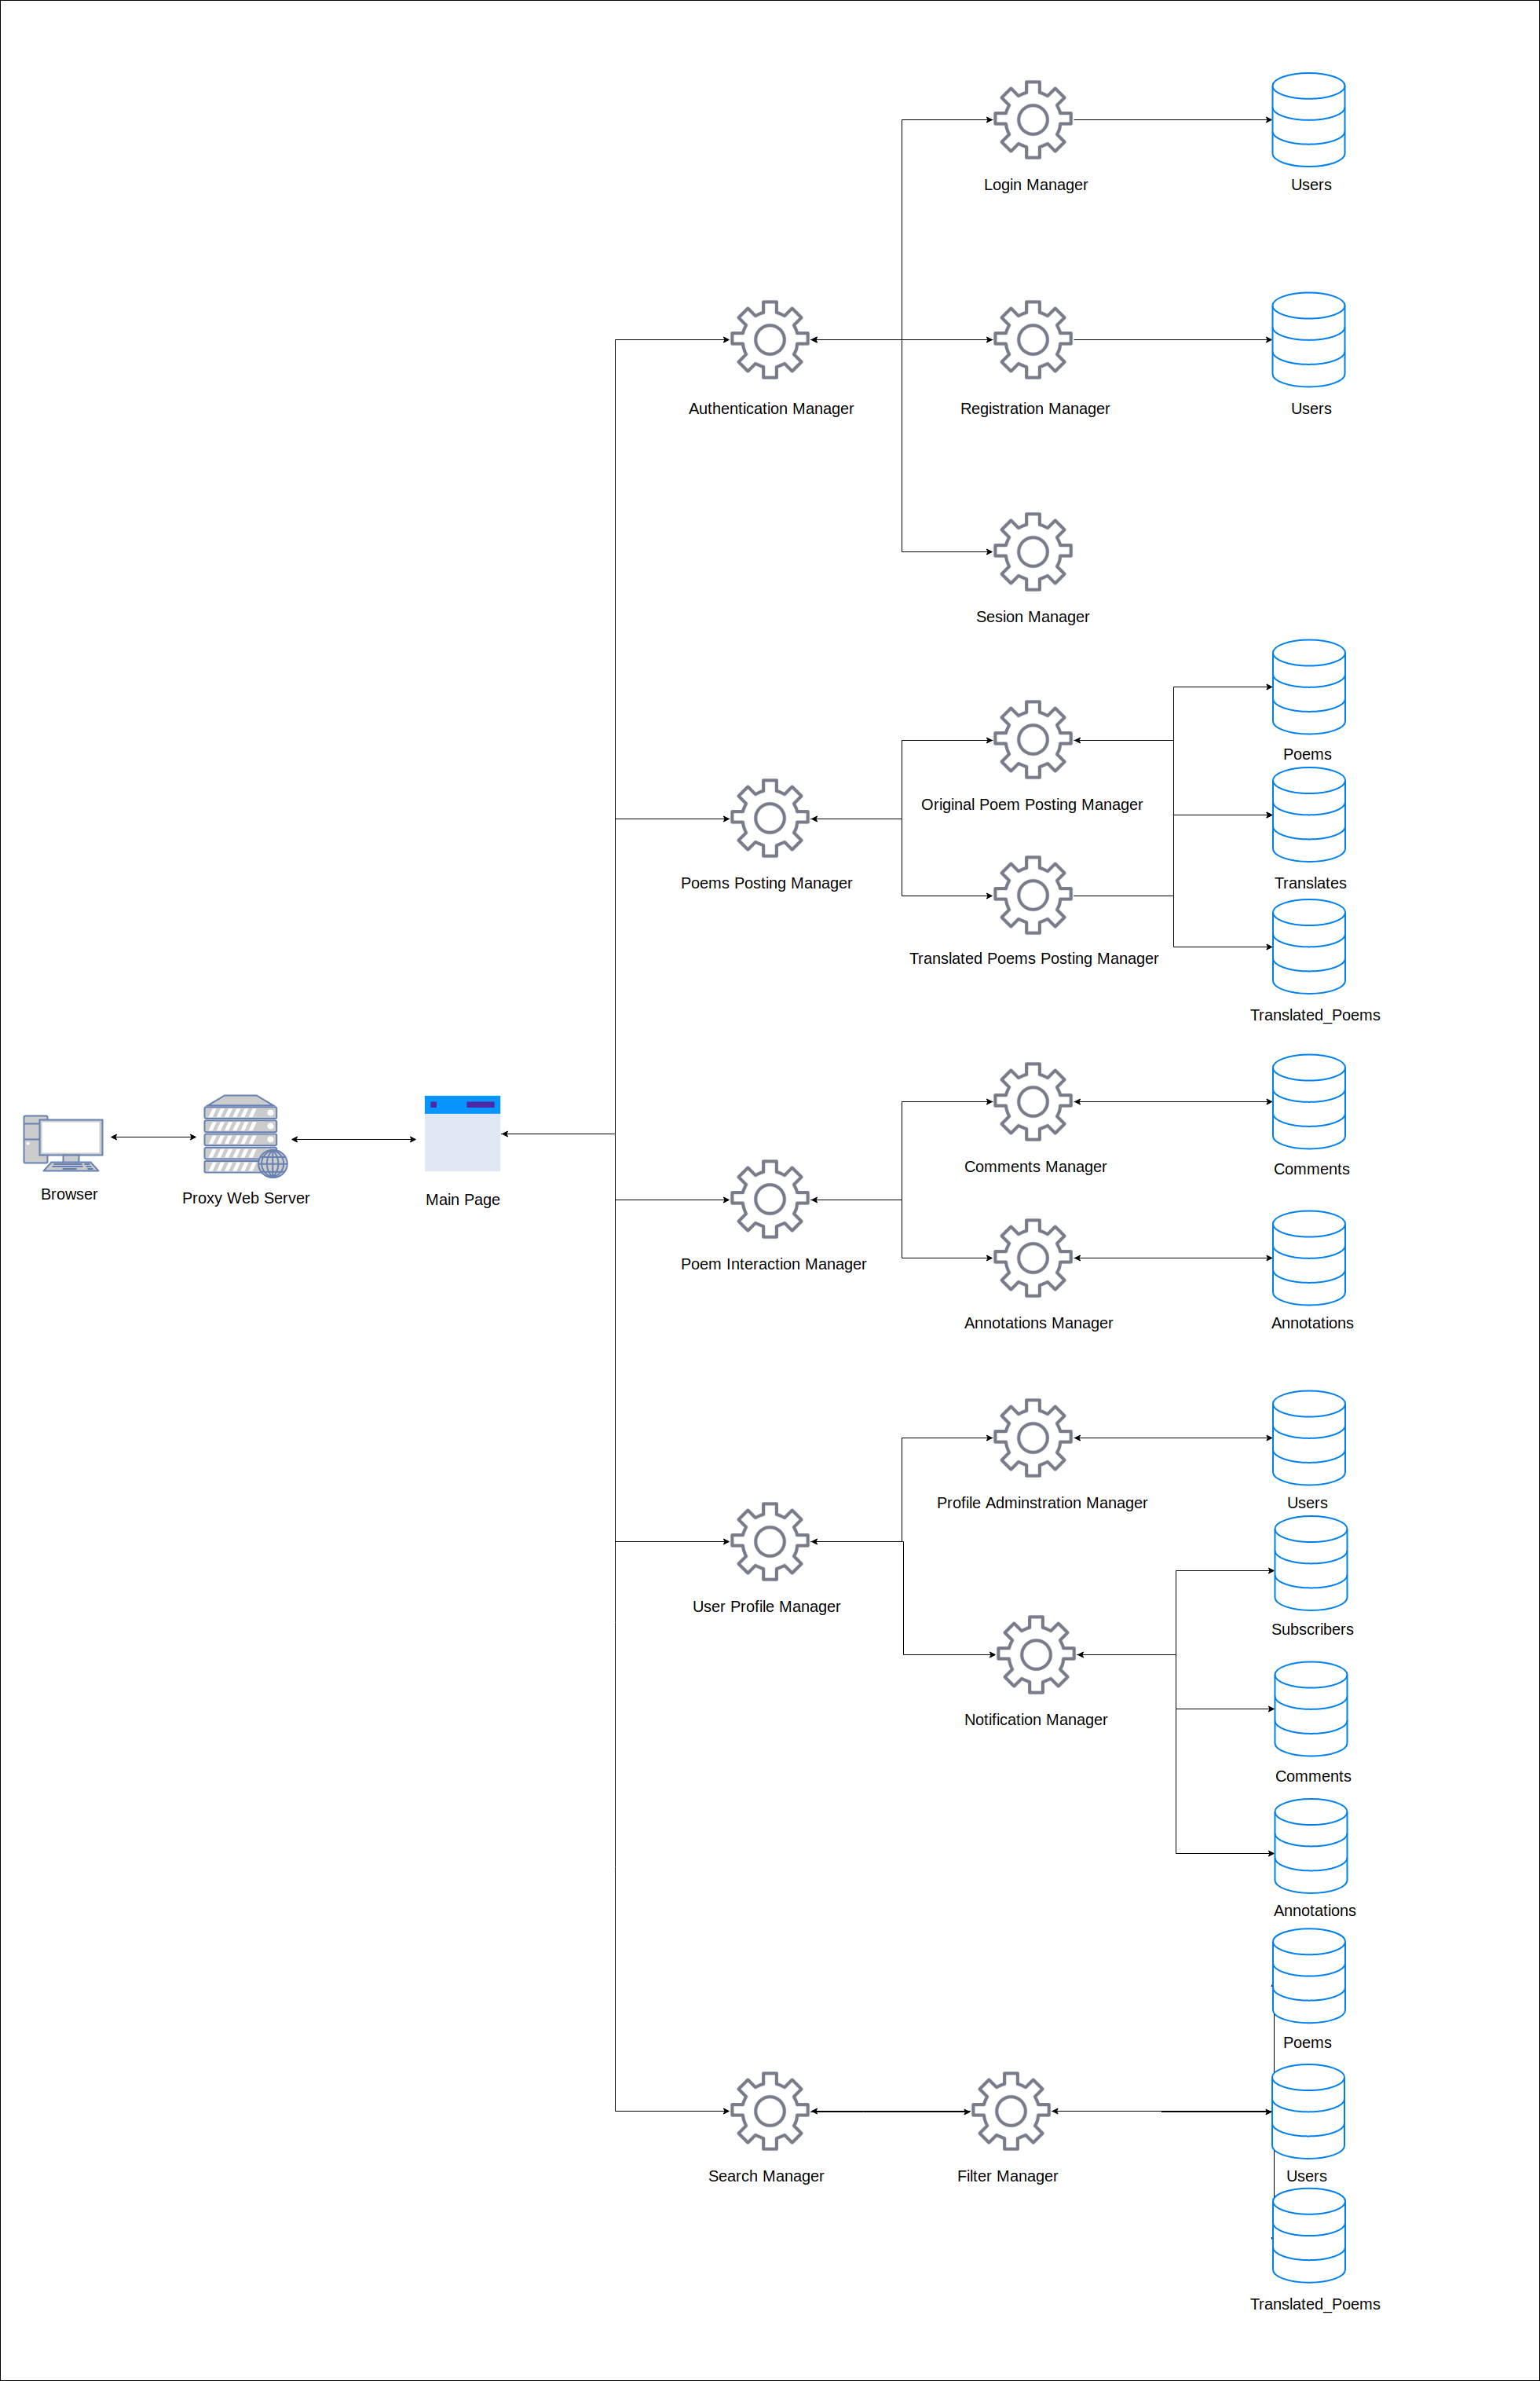 Login Manager
Users
Authentication Manager
Registration Manager
Users
Sesion Manager
Poems
Original Poem Posting Manager
Poems Posting Manager
Translates
Translated Poems Posting Manager
Translated_Poems
Browser
Proxy Web Server
Main Page
Comments Manager
Comments
Poem Interaction Manager
Annotations Manager
Annotations
Profile Adminstration Manager
Users
User Profile Manager
Subscribers
Notification Manager
Comments
Annotations
Poems
Search Manager
Filter Manager
Users
Translated_Poems